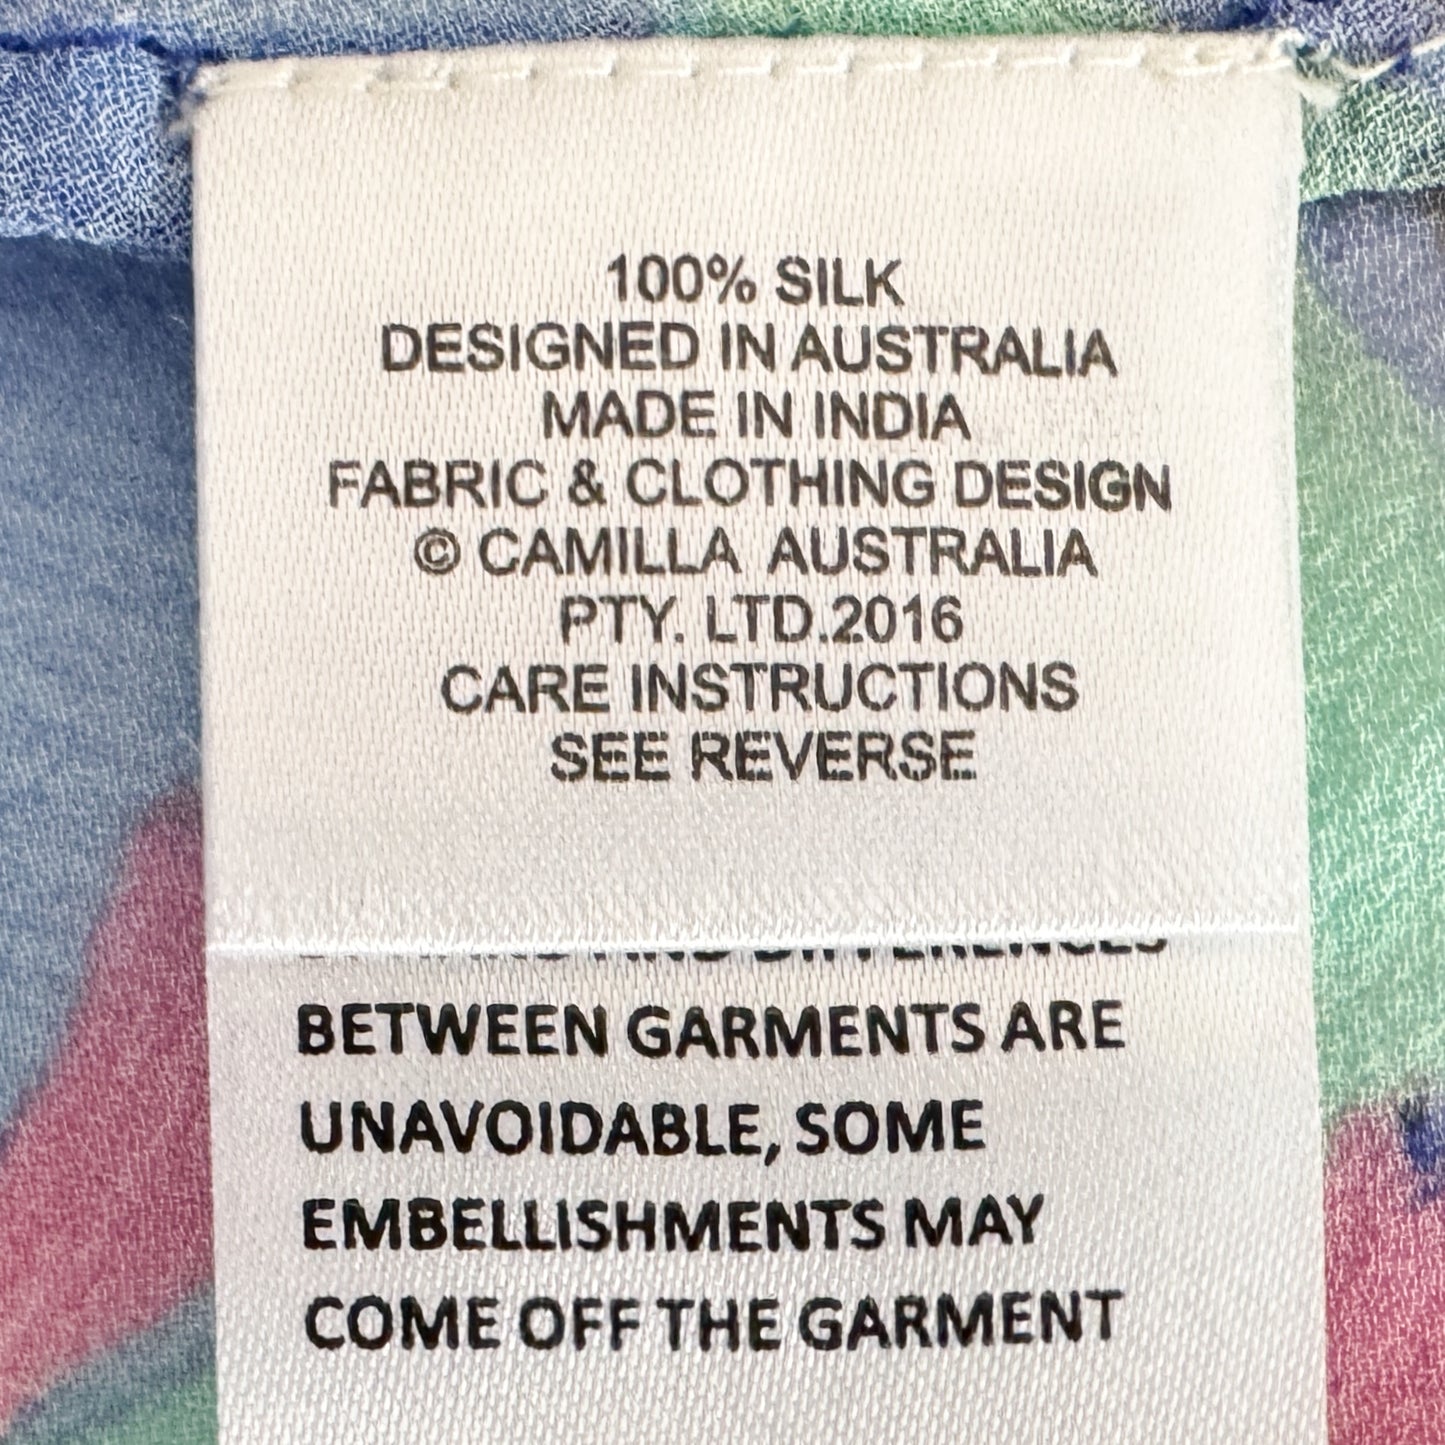 100% SILK
DESIGNED IN AUSTRALIA
MADE IN INDIA
FABRIC & CLOTHING DESIGN
© CAMILLA AUSTRALIA
PTY. LTD.2016
CARE INSTRUCTIONS
SEE REVERSE
DIFFERENCES
BETWEEN GARMENTS ARE
UNAVOIDABLE, SOME
EMBELLISHMENTS MAY
COME OFF THE GARMENT